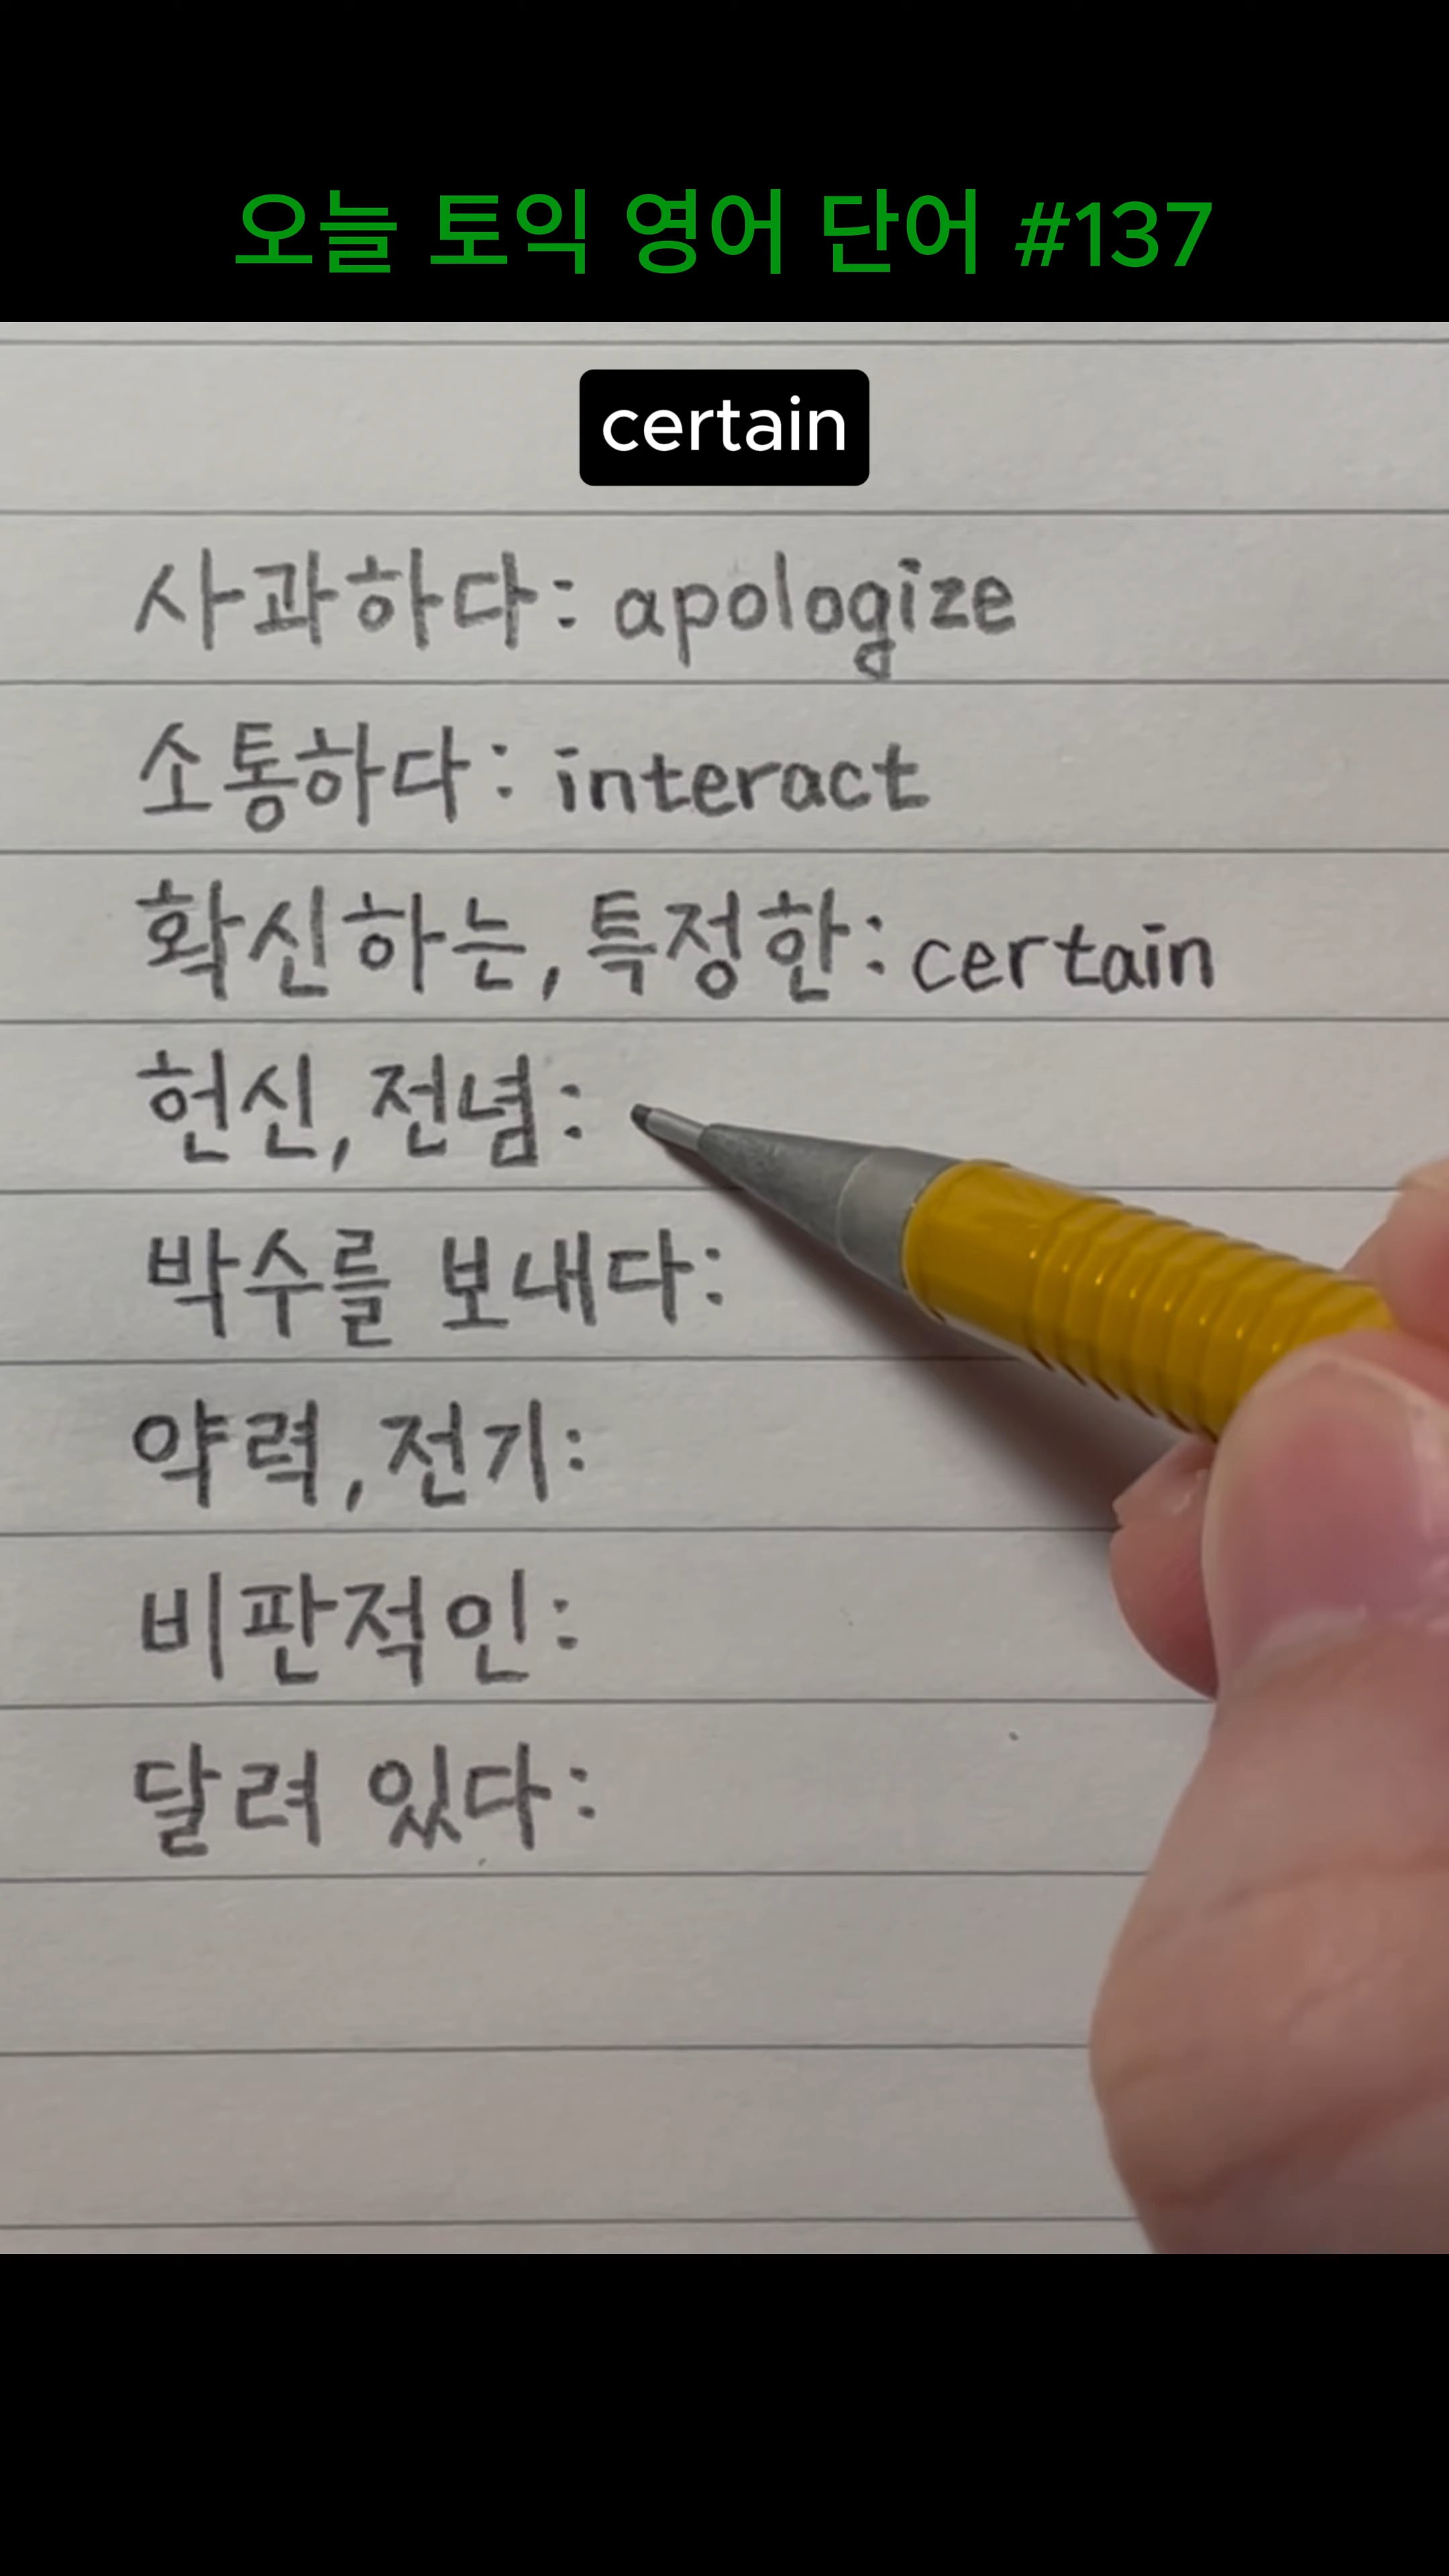 오늘 토익 영어 단어 #137
certain
사과하다: apologize
소통하다: interact
확신하는, 특정한: certain
헌신, 전념:
박수를 보내다:
약력, 전기:
비판적인:
달려 있다: